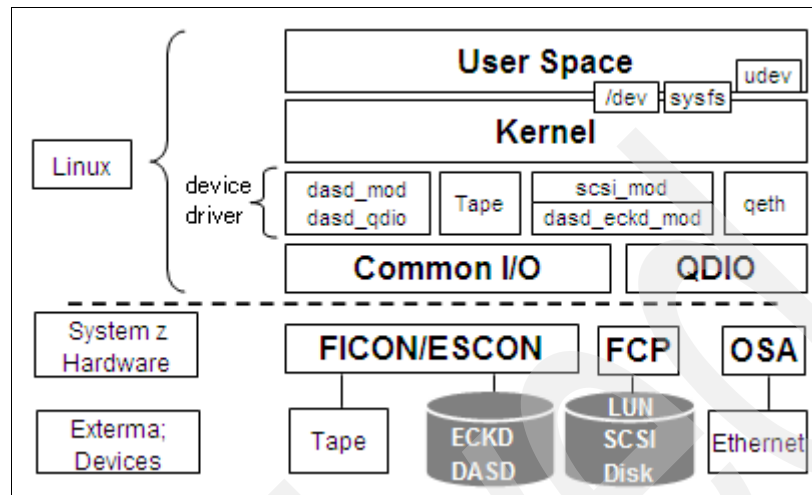 User Space
udev
/dev
sysfs
Kernel
Linux
device
driver
dasd_mod
dasd_qdio
Tape
scsi_mod
dasd_eckd_mod
qeth
Common I/O
QDIO
System z
Hardware
FICON/ESCON
FCP
OSA
Exterma;
Devices
Tape
ECKD
DASD
LUN
SCSI
Disk
Ethernet